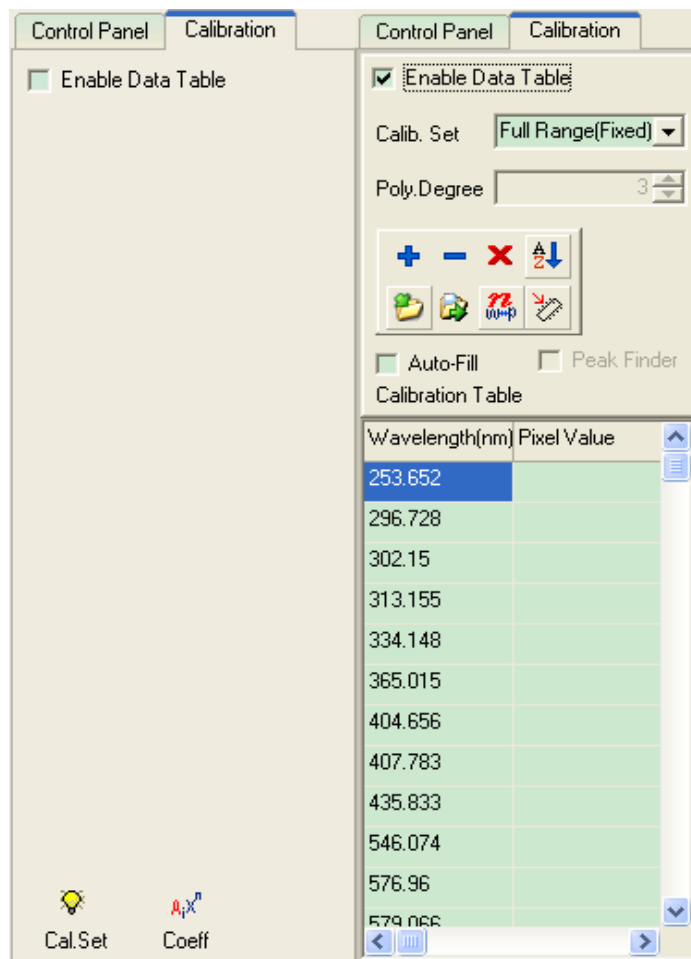 Control Panel
Calibration
Enable Data Table
Cal.Set
Coeff
Control Panel
Calibration
Enable Data Table
Calib. Set
Full Range(Fixed)
Poly.Degree
3
Auto-Fill
Peak Finder
Calibration Table
Wavelength(nm) Pixel Value
253.652
296.728
302.15
313.155
334.148
365.015
404.656
407.783
435.833
546.074
576.96
579.066